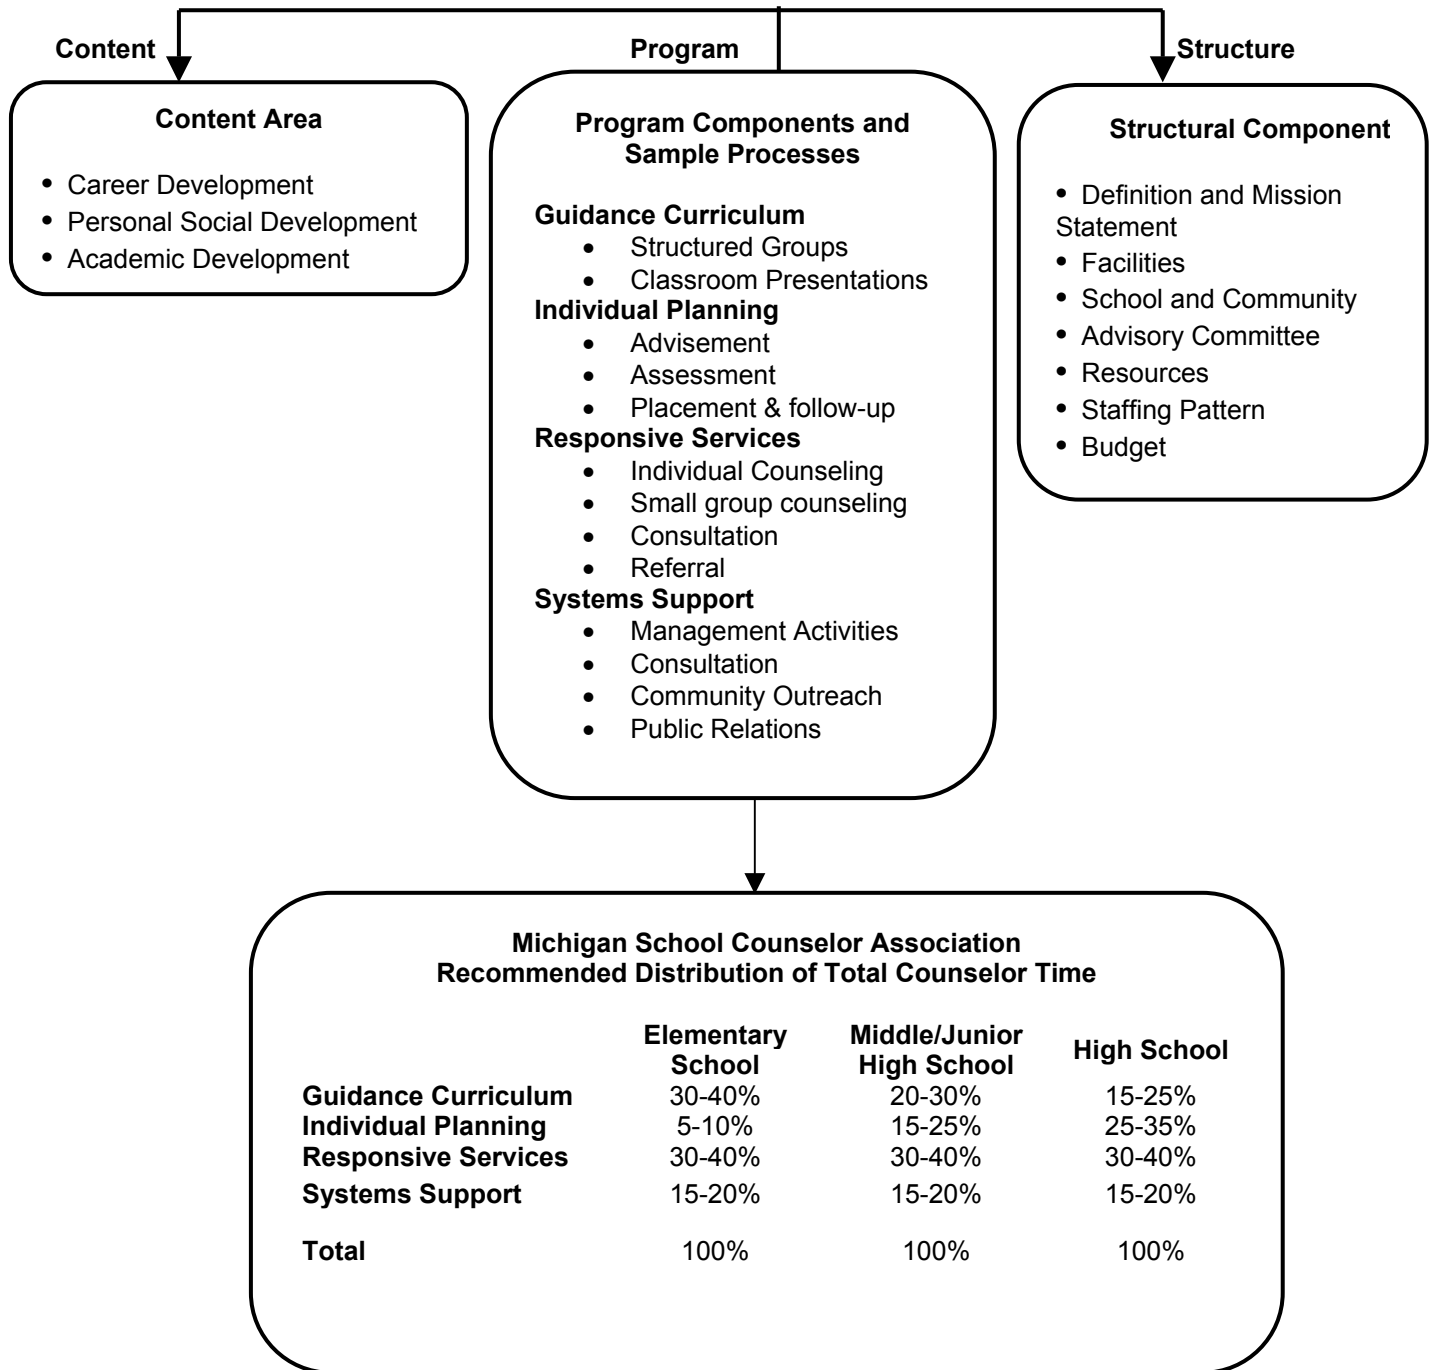 Content
Program
Structure
Content Area
• Career Development
• Personal Social Development
• Academic Development
Program Components and
Sample Processes
Guidance Curriculum
• Structured Groups
• Classroom Presentations
Individual Planning
• Advisement
• Assessment
• Placement & follow-up
Responsive Services
• Individual Counseling
• Small group counseling
• Consultation
• Referral
Systems Support
• Management Activities
• Consultation
• Community Outreach
• Public Relations
Structural Component
• Definition and Mission
Statement
• Facilities
• School and Community
• Advisory Committee
• Resources
• Staffing Pattern
• Budget
Michigan School Counselor Association
Recommended Distribution of Total Counselor Time
Elementary Middle/Junior
School High School High School
Guidance Curriculum 30-40% 20-30% 15-25%
Individual Planning 5-10% 15-25% 25-35%
Responsive Services 30-40% 30-40% 30-40%
Systems Support 15-20% 15-20% 15-20%
Total 100% 100% 100%